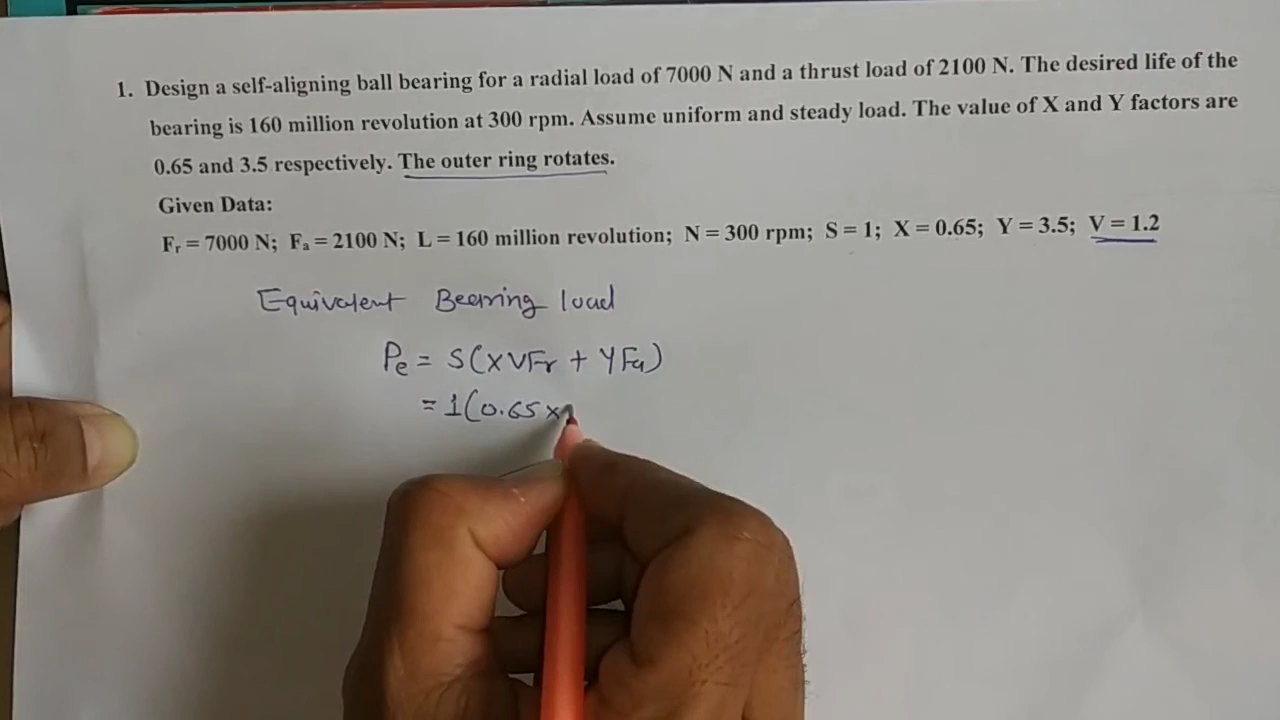 1. Design a self-aligning ball bearing for a radial load of 7000 N and a thrust load of 2100 N. The desired life of the
bearing is 160 million revolution at 300 rpm. Assume uniform and steady load. The value of X and Y factors are
0.65 and 3.5 respectively. The outer ring rotates.
Given Data:
Fr = 7000 N; Fa = 2100 N; L = 160 million revolution; N = 300 rpm; S = 1; X = 0.65; Y = 3.5; V = 1.2
Equivalent Bearing load
Pe = S(XVFr + YFa)
= 1(0.65 ×